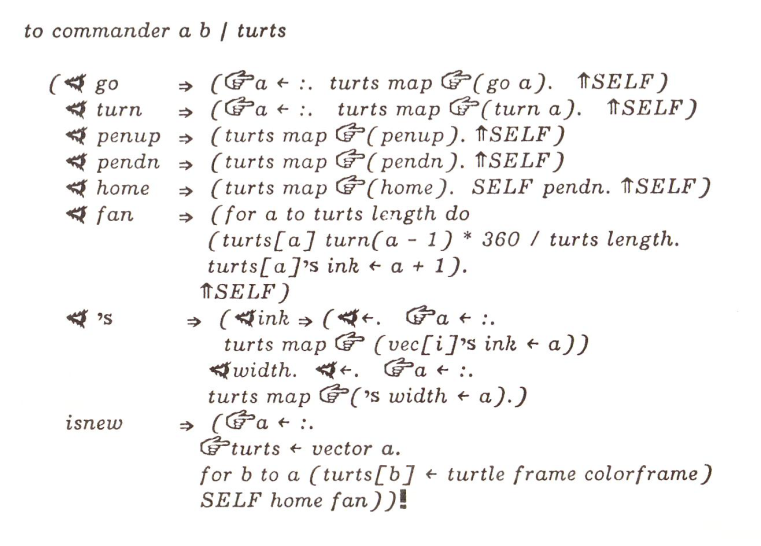 to commander a b / turts
(👁 go ⇒ (☞a ← :. turts map ☞(go a). ⇑SELF)
👁 turn ⇒ (☞a ← :. turts map ☞(turn a). ⇑SELF)
👁 penup ⇒ (turts map ☞(penup). ⇑SELF)
👁 pendn ⇒ (turts map ☞(pendn). ⇑SELF)
👁 home ⇒ (turts map ☞(home). SELF pendn. ⇑SELF)
👁 fan ⇒ (for a to turts length do
(turts[a] turn(a - 1) * 360 / turts length.
turts[a]’s ink ← a + 1).
⇑SELF)
👁 ’s ⇒ (👁ink ⇒ (👁←. ☞a ← :.
turts map ☞ (vec[i]’s ink ← a))
👁width. 👁←. ☞a ← :.
turts map ☞(’s width ← a).)
isnew ⇒ (☞a ← :.
☞turts ← vector a.
for b to a (turts[b] ← turtle frame colorframe)
SELF home fan))!